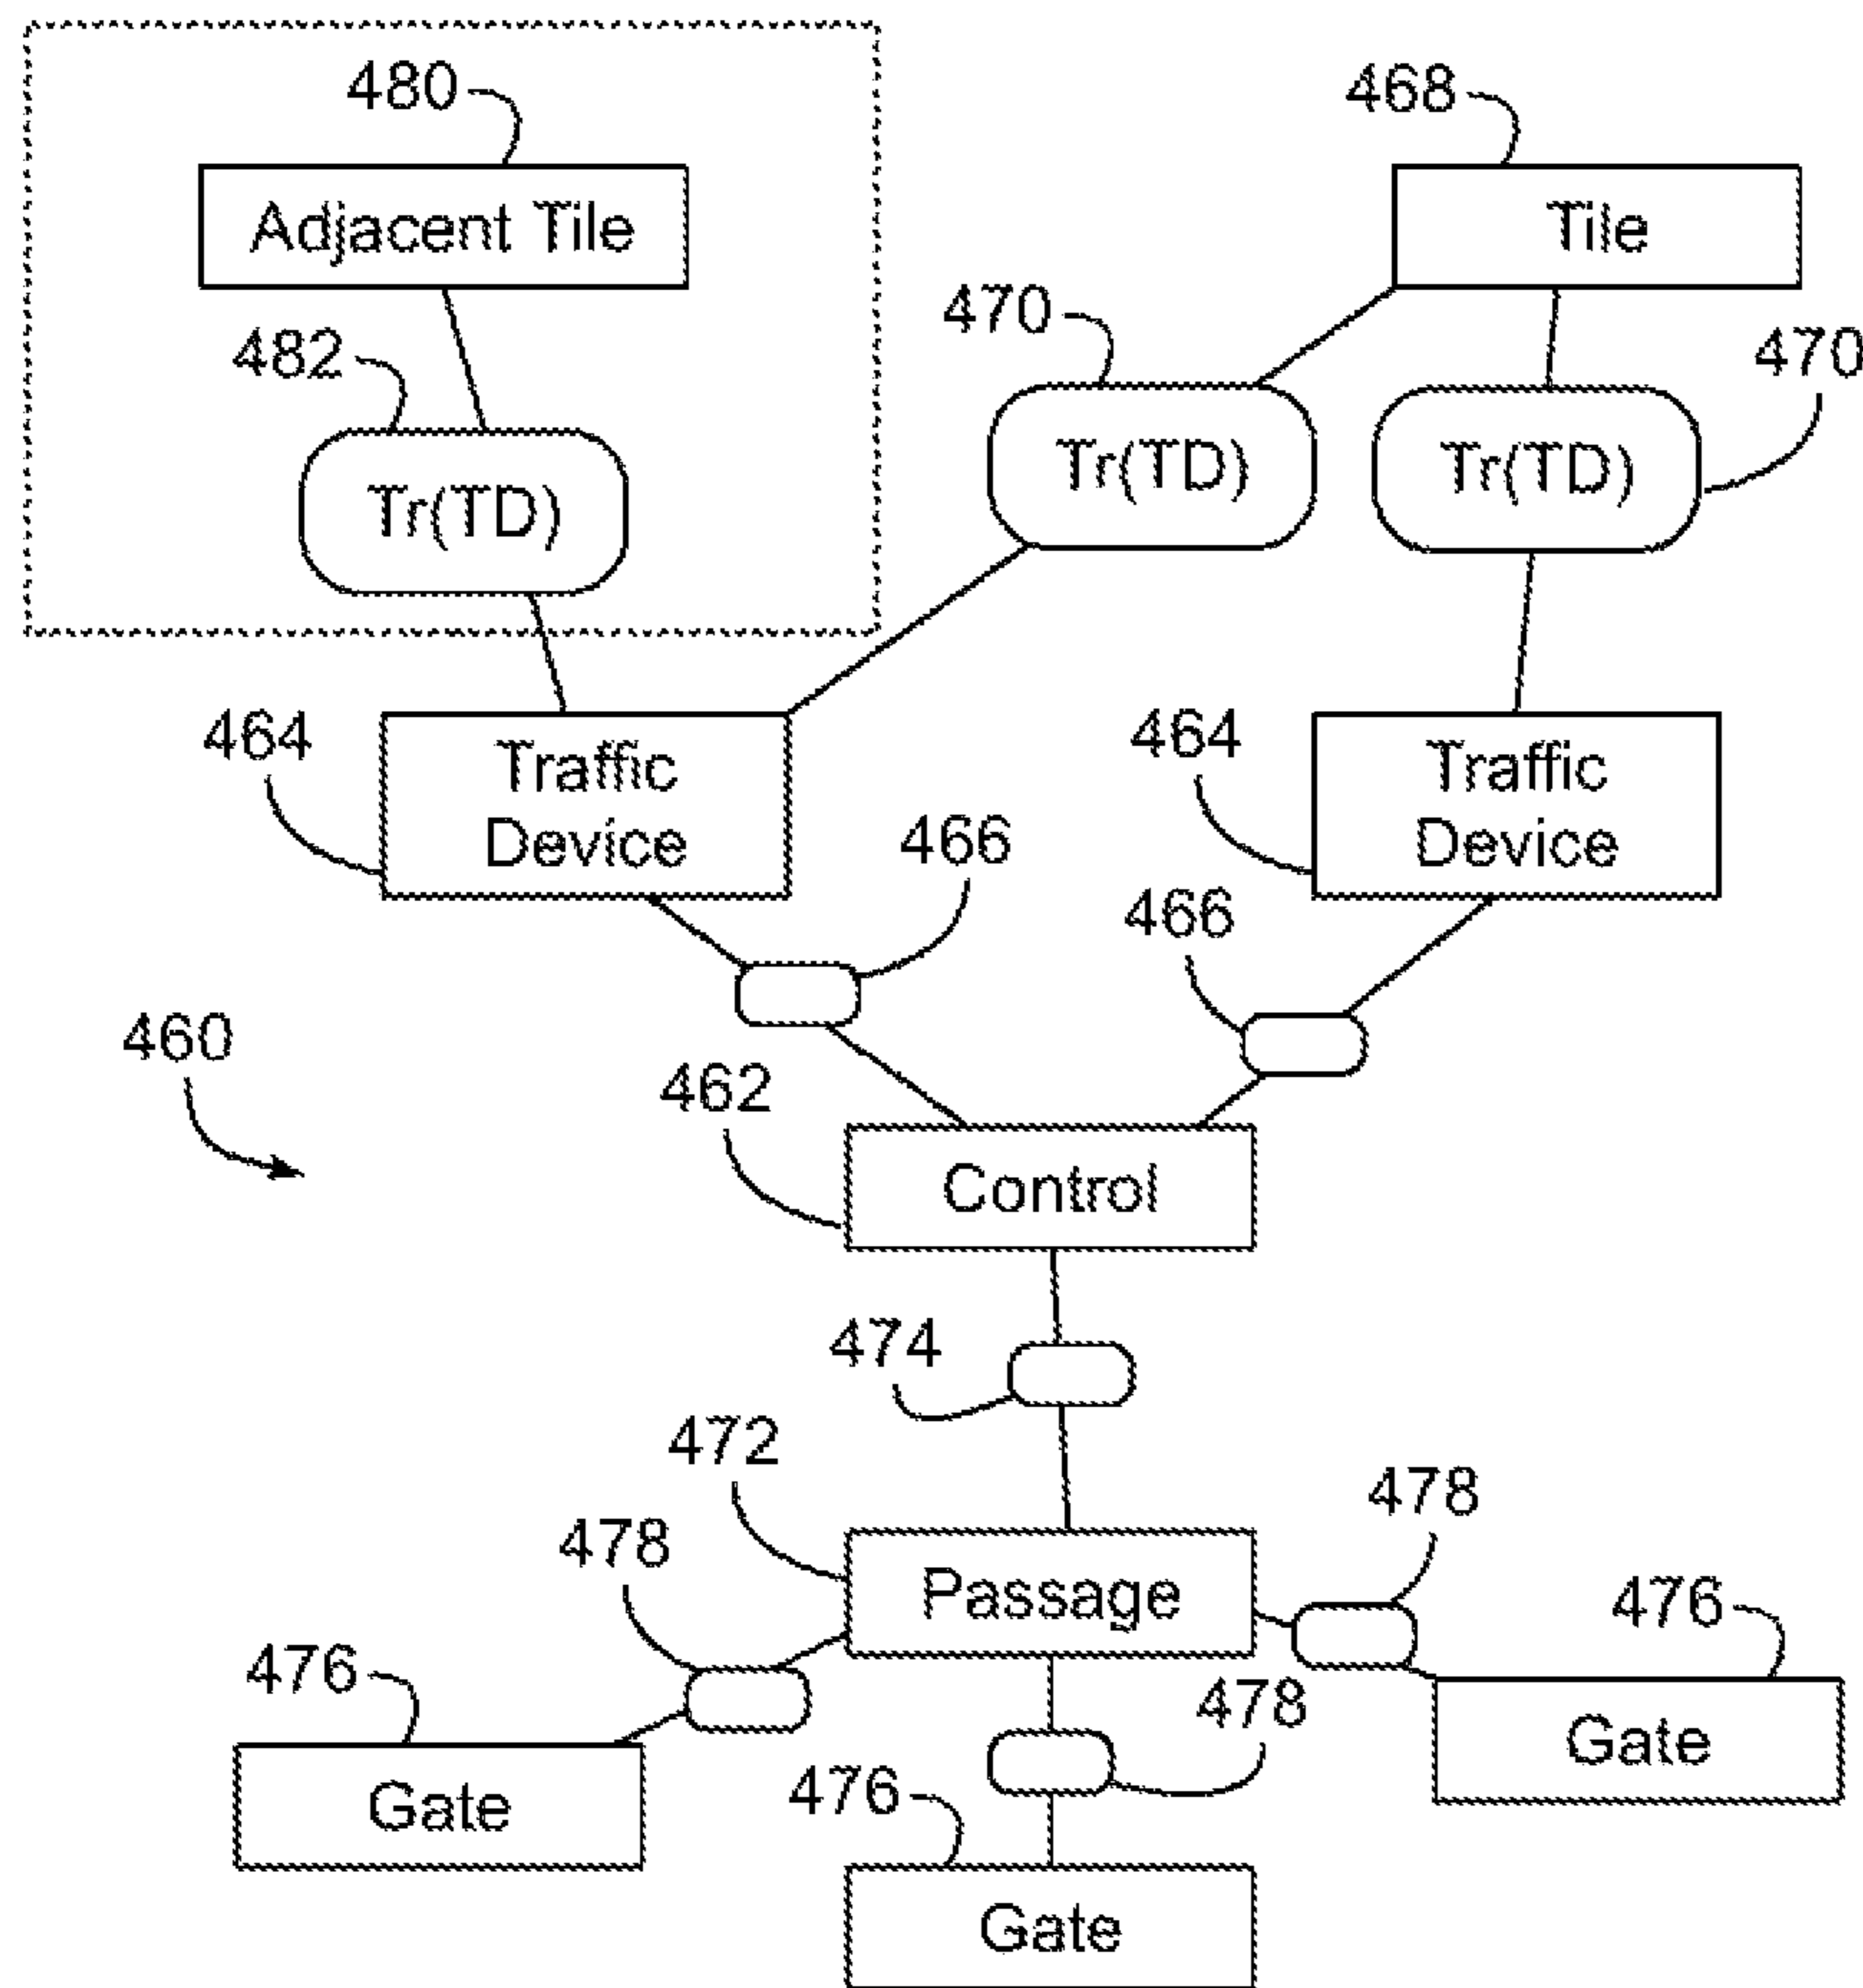 480
468
Adjacent Tile
Tile
470
482
470
Tr(TD)
Tr(TD)
Tr(TD)
464
Traffic
Device
464
Traffic
Device
466
466
460
462
Control
474
472
478
478
Passage
476
476
478
Gate
Gate
476
Gate